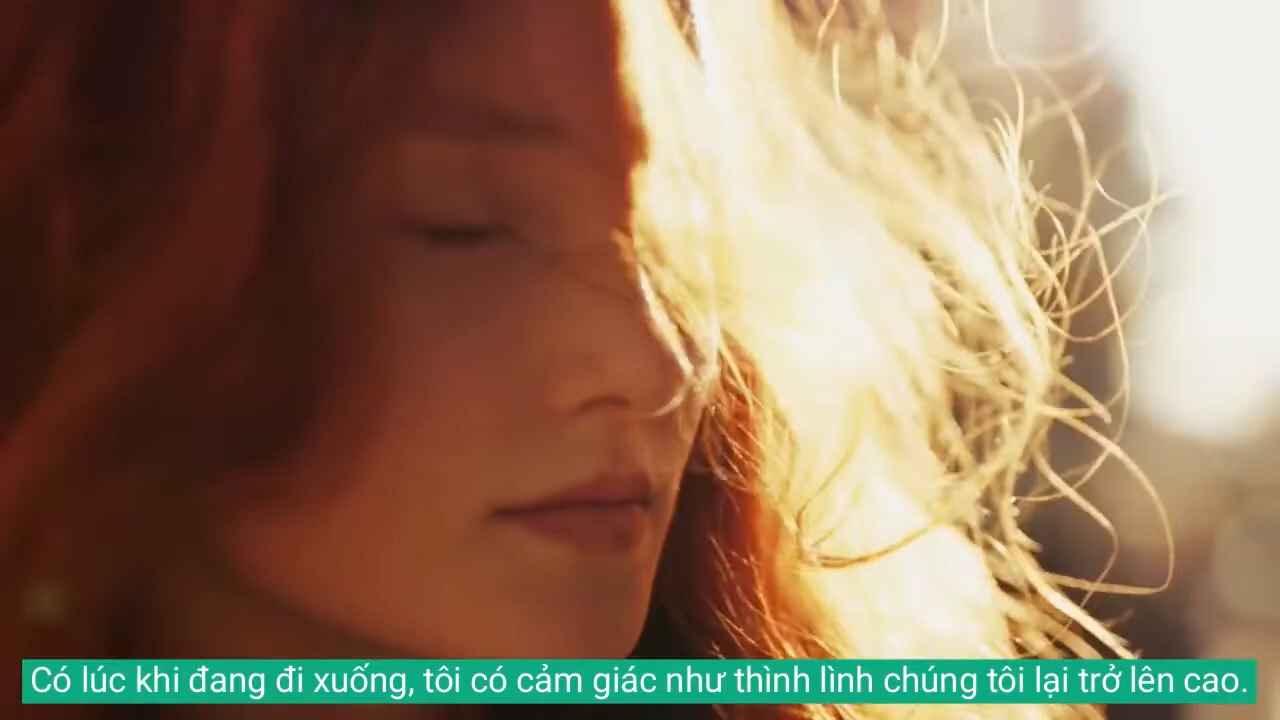 Có lúc khi đang đi xuống, tôi có cảm giác như thình lình chúng tôi lại trở lên cao.